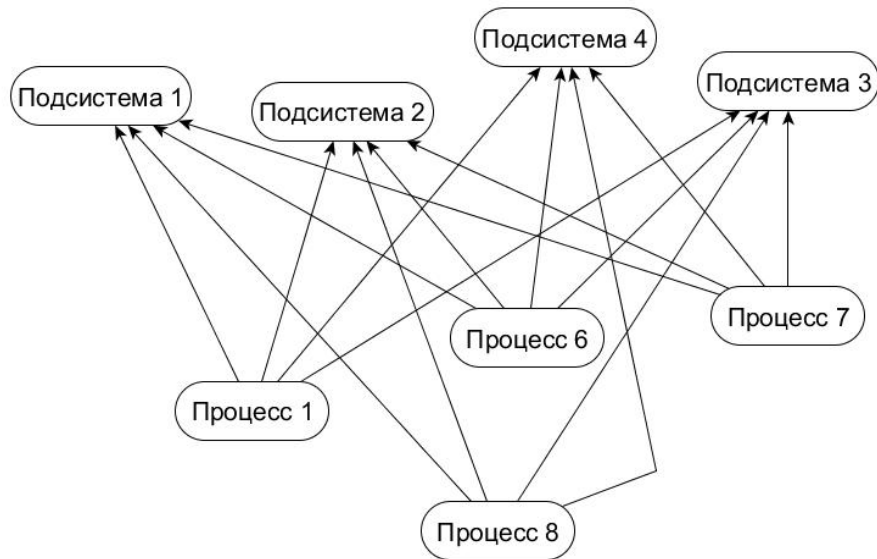 Подсистема 4
Подсистема 1
Подсистема 2
Подсистема 3
Процесс 6
Процесс 7
Процесс 1
Процесс 8